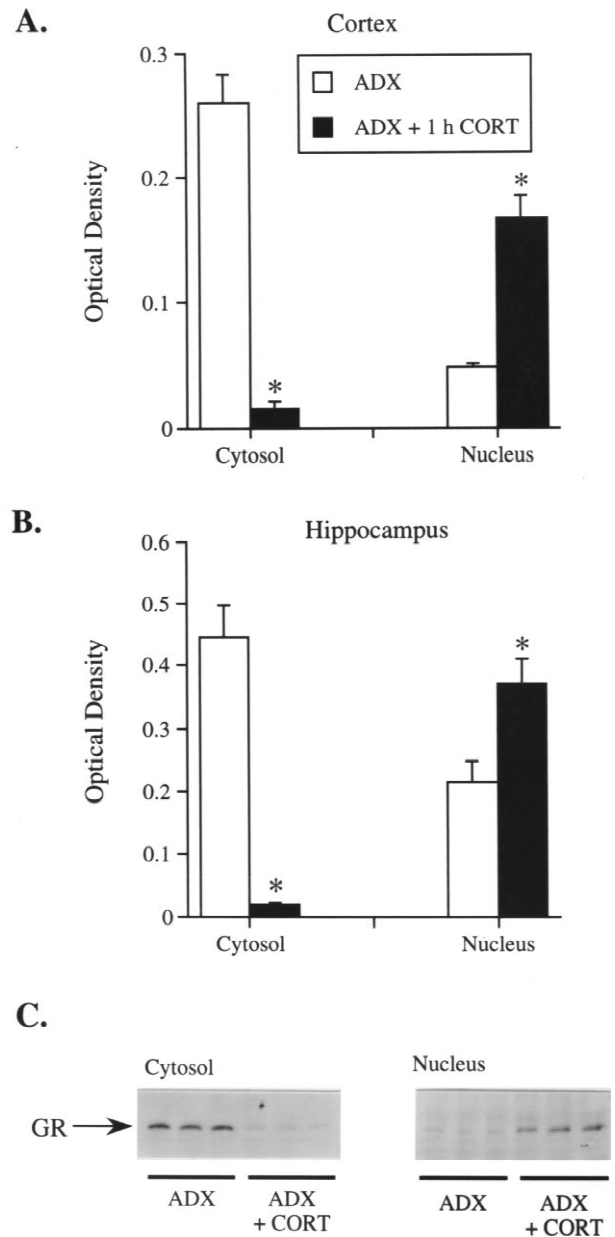 A.
Cortex
0.3
0.2
0.1
0
Optical Density
ADX
ADX + 1 h CORT
*
*
Cytosol
Nucleus
B.
Hippocampus
0.6
0.5
0.4
0.3
0.2
0.1
0
Optical Density
*
*
Cytosol
Nucleus
C.
Cytosol
Nucleus
GR
ADX
ADX
+ CORT
ADX
ADX
+ CORT